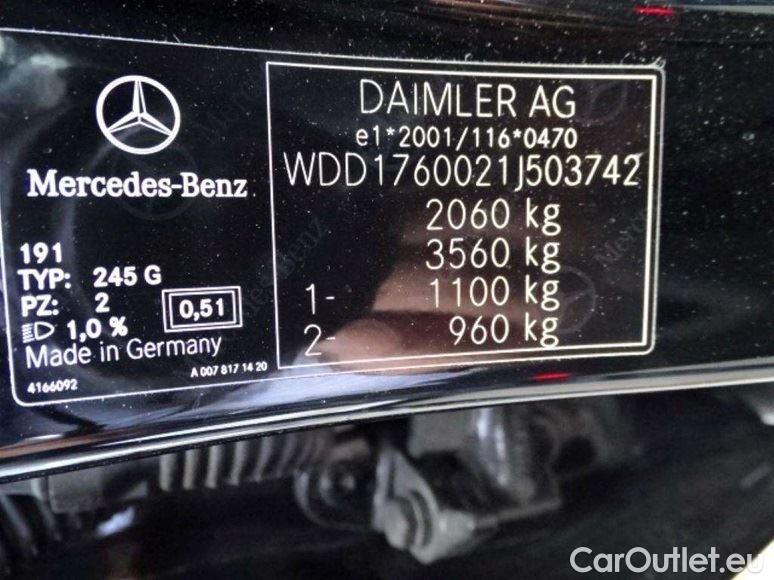 Mercedes-Benz
191
TYP: 245 G
PZ: 2
0,51
1,0 %
Made in Germany
4166092
A 007 817 14 20
DAIMLER AG
e1*2001/116*0470
WDD1760021J503742
2060 kg
3560 kg
1- 1100 kg
2- 960 kg
CarOutlet.eu